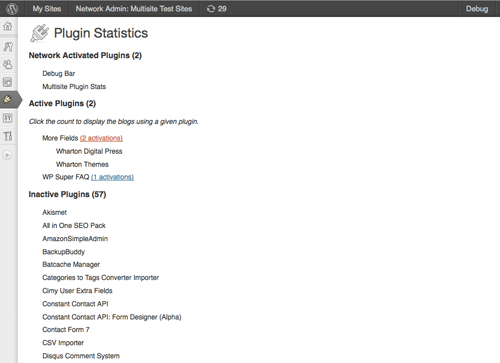 My Sites Network Admin: Multisite Test Sites 29 Debug
Plugin Statistics
Network Activated Plugins (2)
Debug Bar
Multisite Plugin Stats
Active Plugins (2)
Click the count to display the blogs using a given plugin.
More Fields (2 activations)
Wharton Digital Press
Wharton Themes
WP Super FAQ (1 activations)
Inactive Plugins (57)
Akismet
All in One SEO Pack
AmazonSimpleAdmin
BackupBuddy
Batcache Manager
Categories to Tags Converter Importer
Cimy User Extra Fields
Constant Contact API
Constant Contact API: Form Designer (Alpha)
Contact Form 7
CSV Importer
Disqus Comment System